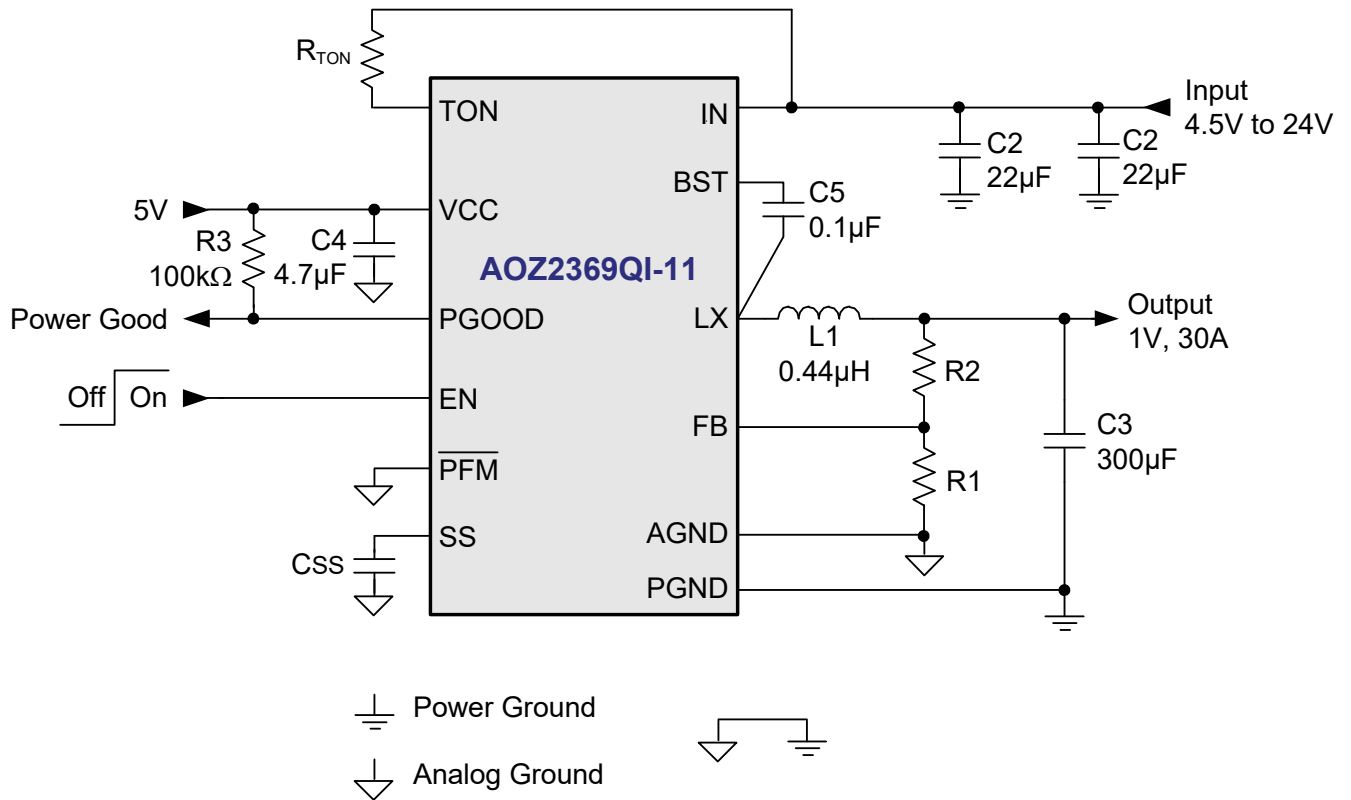 RTON
TON
IN
Input
4.5V to 24V
C2
22µF
C2
22µF
BST
C5
0.1µF
5V
VCC
R3
100kΩ
C4
4.7µF
AOZ2369QI-11
Power Good
PGOOD
LX
L1
0.44µH
Output
1V, 30A
R2
Off
On
EN
FB
C3
300µF
PFM
R1
SS
CSS
AGND
PGND
Power Ground
Analog Ground